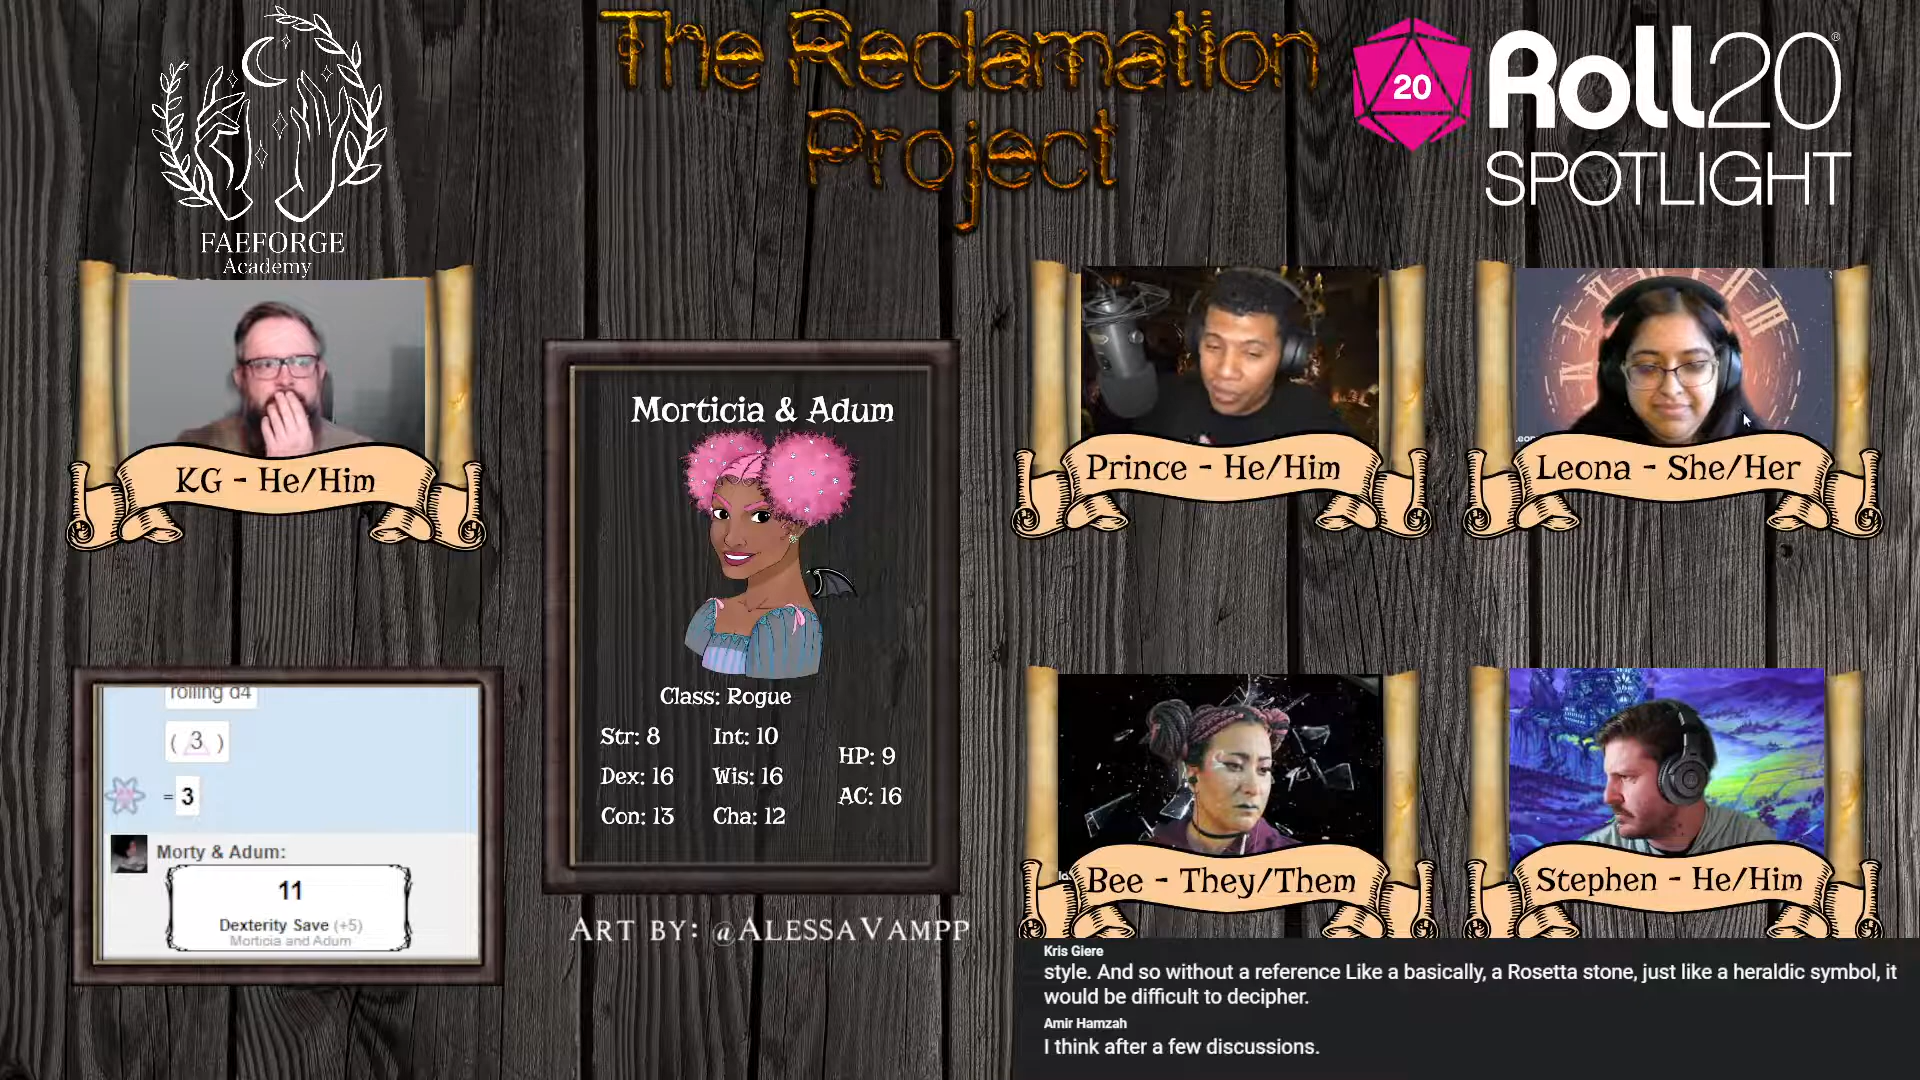 The Reclamation
Project
20
Roll20®
SPOTLIGHT
FAEFORGE
Academy
KG - He/Him
Prince - He/Him
Leona - She/Her
Morticia & Adum
Class: Rogue
Str: 8
Int: 10
HP: 9
Dex: 16
Wis: 16
AC: 16
Con: 13
Cha: 12
rolling d4
( 3 )
= 3
Morty & Adum:
11
Dexterity Save (+5)
Morticia and Adum
Bee - They/Them
Stephen - He/Him
ART BY: @ALESSAVAMPP
Kris Giere
style. And so without a reference Like a basically, a Rosetta stone, just like a heraldic symbol, it
would be difficult to decipher.
Amir Hamzah
I think after a few discussions.